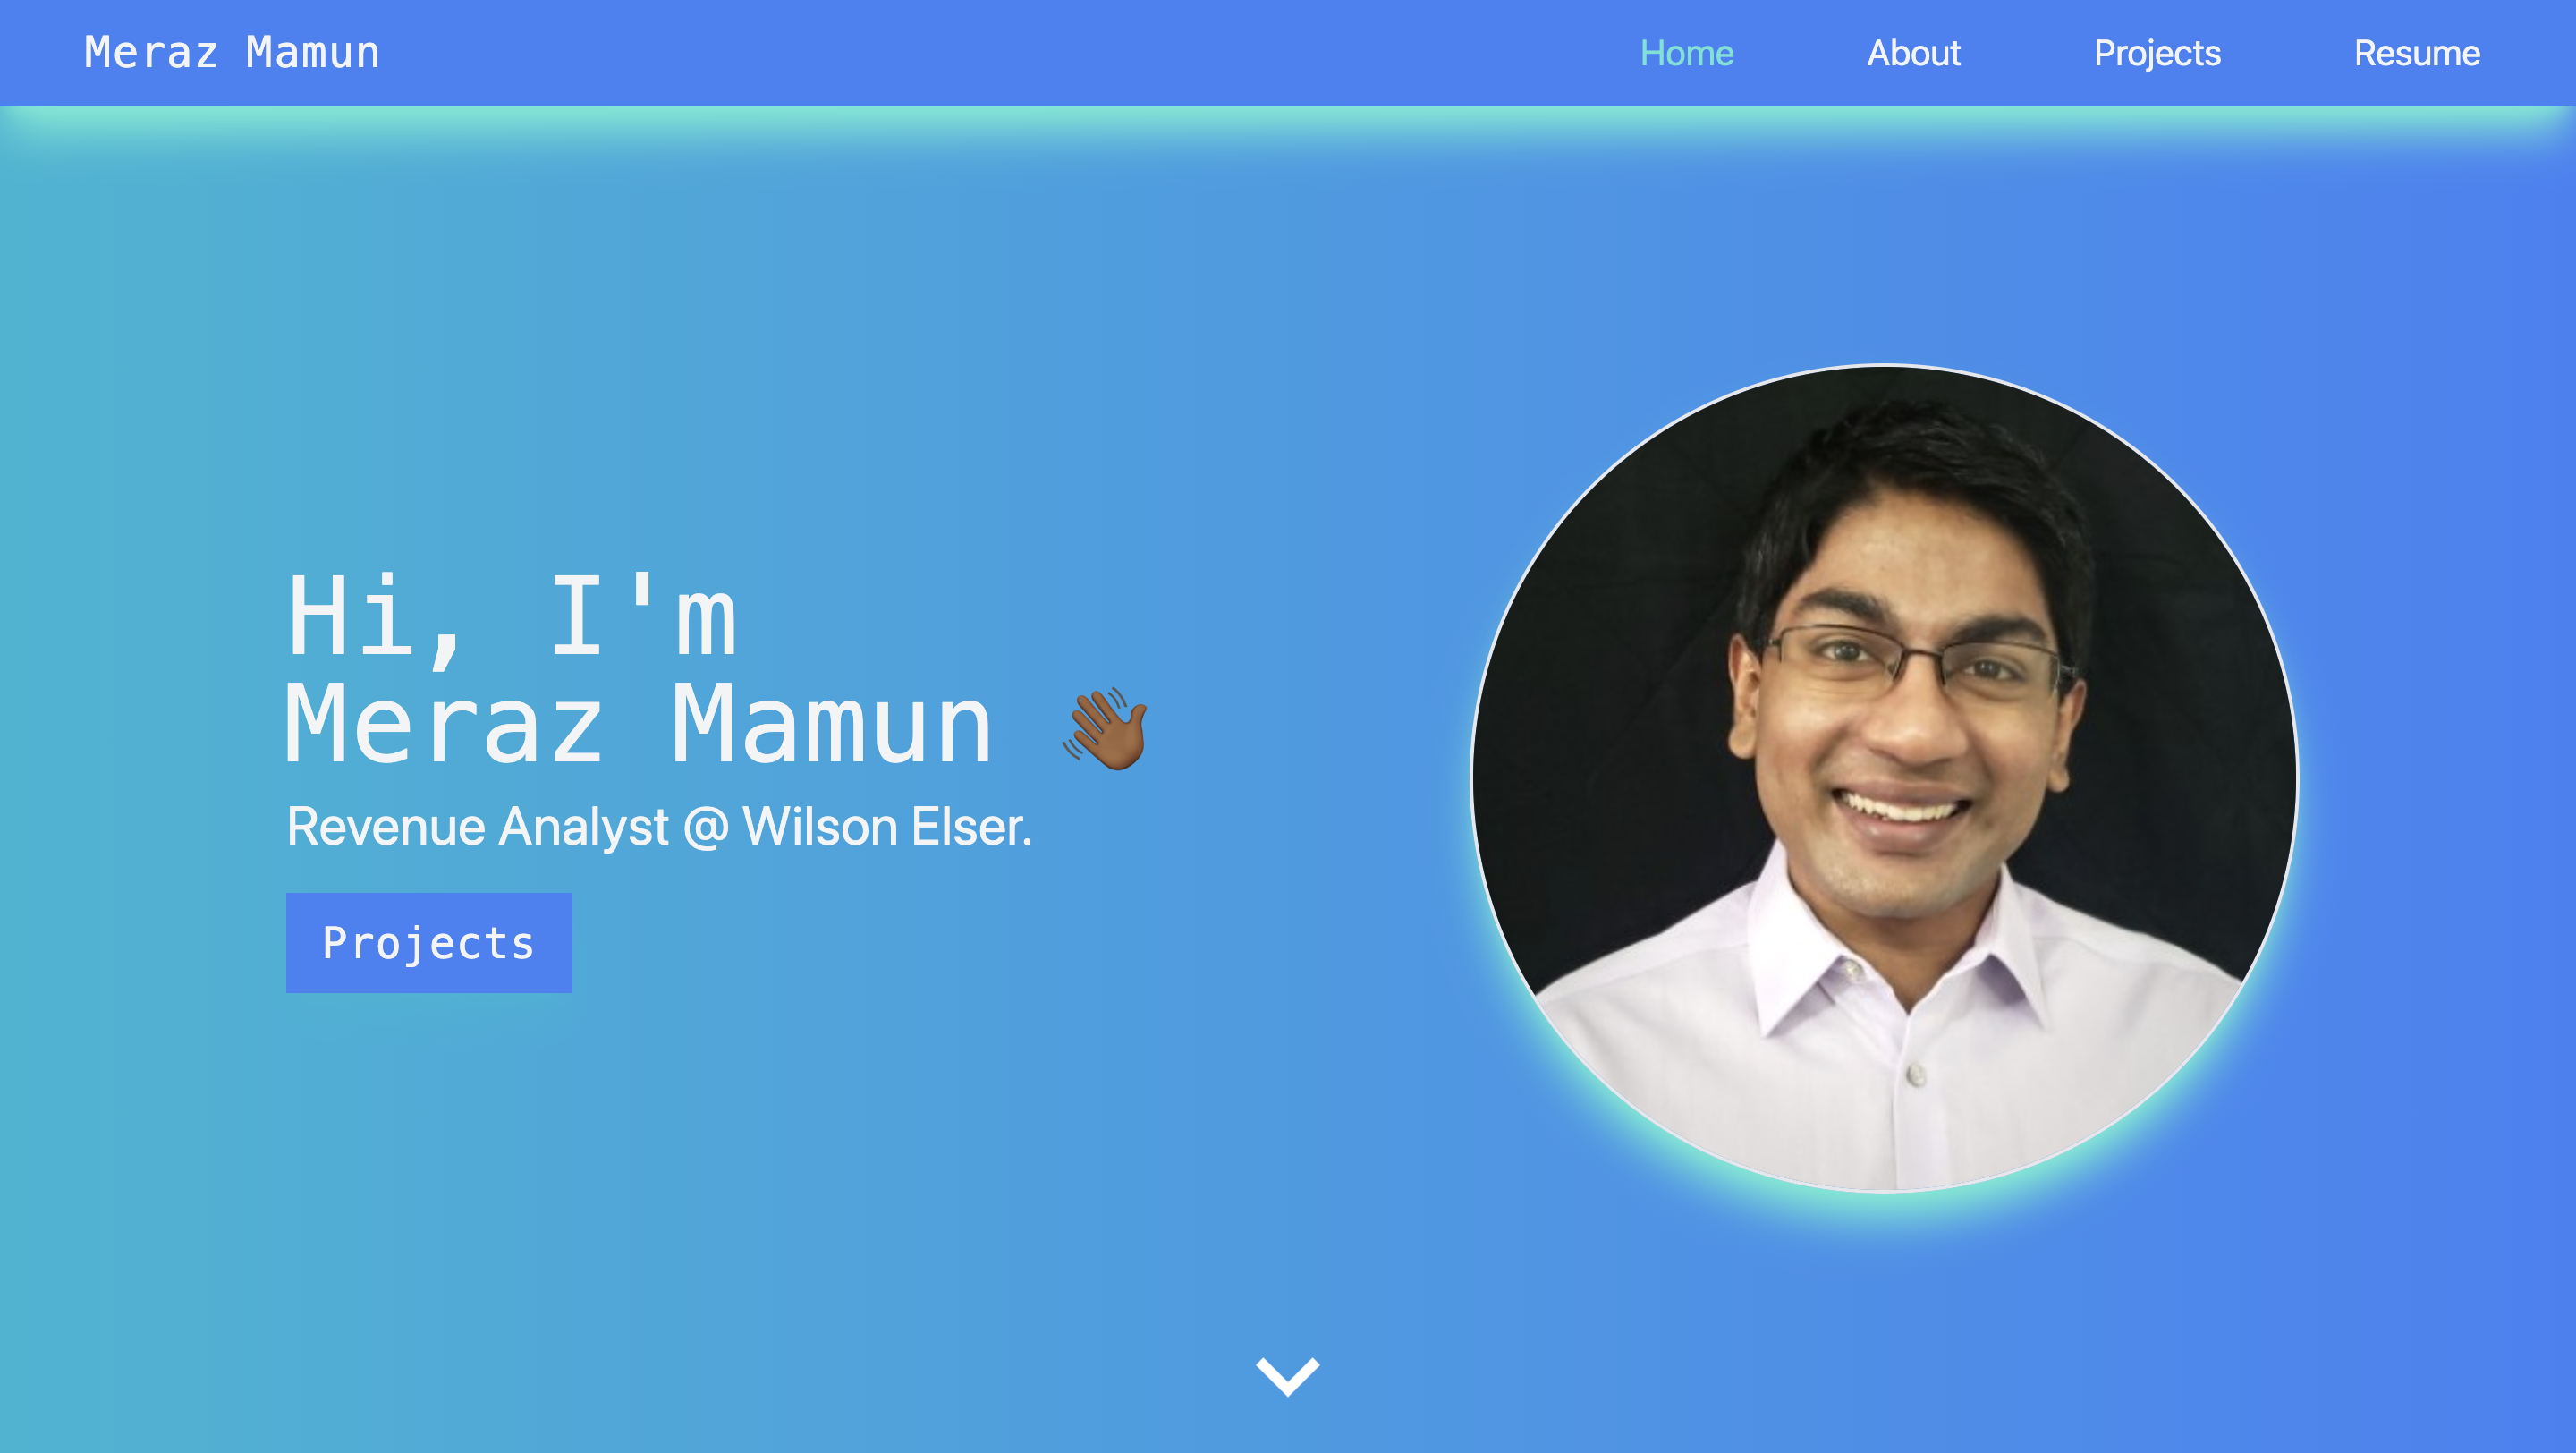 Meraz Mamun
Home About Projects Resume
Hi, I'm
Meraz Mamun 👋🏾
Revenue Analyst @ Wilson Elser.
Projects